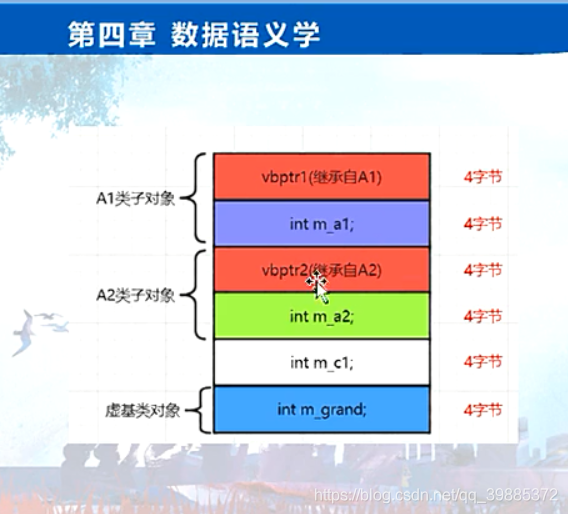 第四章 数据语义学
vbptr1(继承自A1)
4字节
A1类子对象
int m_a1;
4字节
vbptr2(继承自A2)
4字节
A2类子对象
int m_a2;
4字节
int m_c1;
4字节
虚基类对象
int m_grand;
4字节
https://blog.csdn.net/qq_39885372